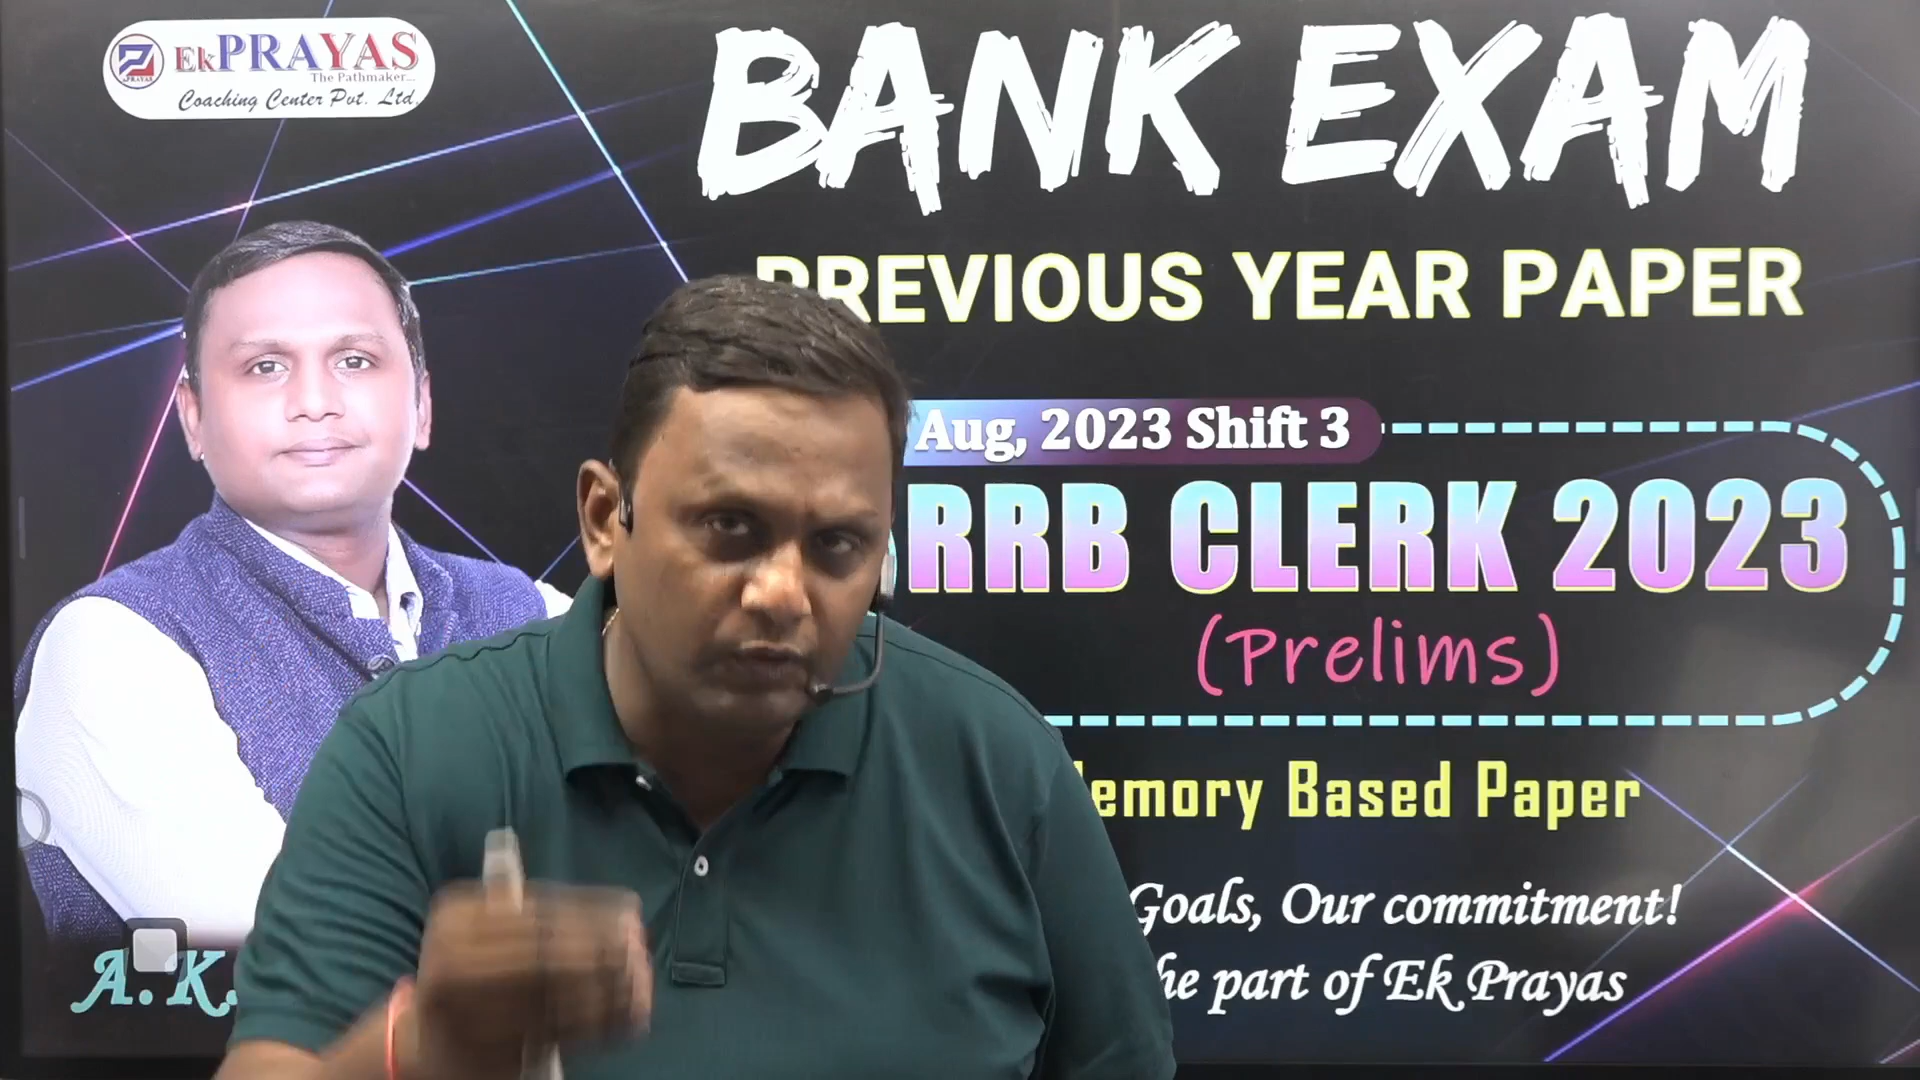 EkPRAYAS
The Pathmaker...
Coaching Center Pvt. Ltd.
BANK EXAM
PREVIOUS YEAR PAPER
Aug, 2023 Shift 3
RRB CLERK 2023
(Prelims)
emory Based Paper
Goals, Our commitment!
he part of Ek Prayas
A.K.